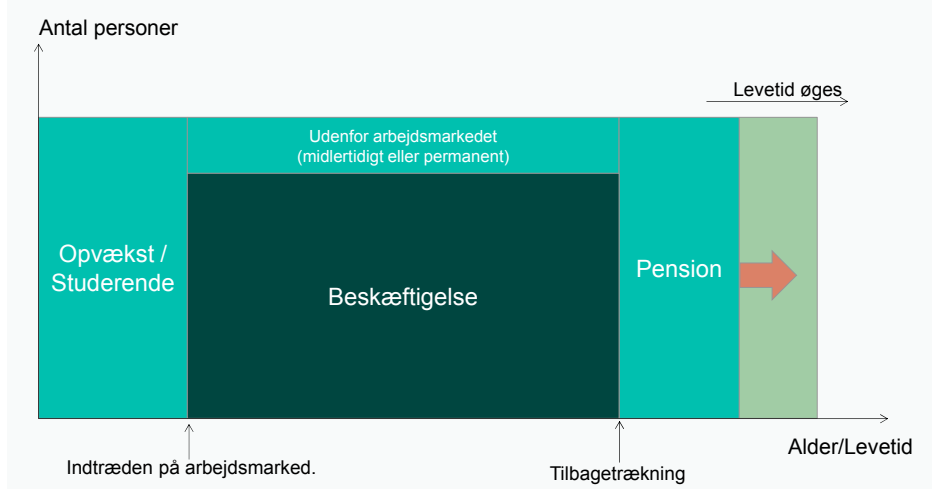 Antal personer
Levetid øges
Udenfor arbejdsmarkedet
(midlertidigt eller permanent)
Opvækst /
Studerende
Beskæftigelse
Pension
Alder/Levetid
Indtræden på arbejdsmarked.
Tilbagetrækning